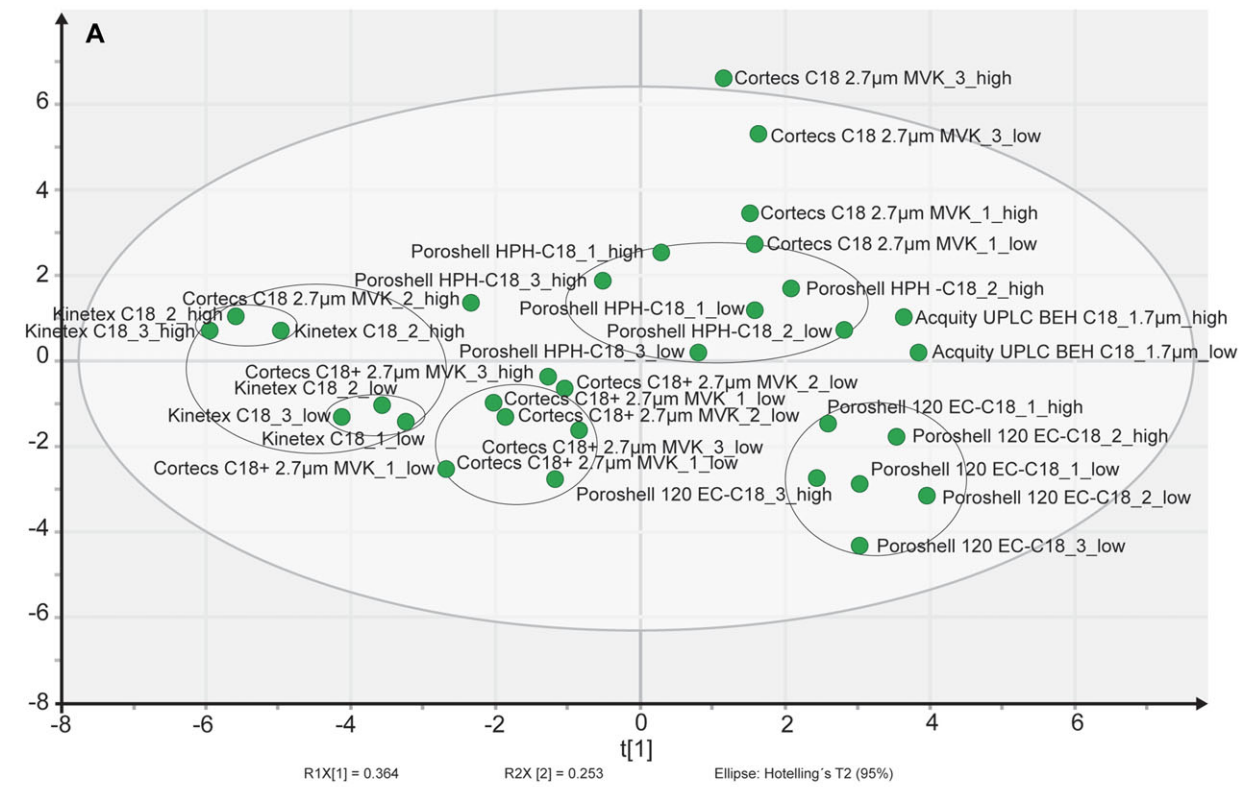 A
Cortecs C18 2.7µm MVK_3_high
6
Cortecs C18 2.7µm MVK_3_low
4
Cortecs C18 2.7µm MVK_1_high
Poroshell HPH-C18_1_high
Cortecs C18 2.7µm MVK_1_low
2
Poroshell HPH-C18_3_high
Poroshell HPH -C18_2_high
Cortecs C18 2.7µm MVK_2_high
Kinetex C18_2_high
Poroshell HPH-C18_1_low
Acquity UPLC BEH C18_1.7µm_high
Kinetex C18_3_high
Kinetex C18_2_high
Poroshell HPH-C18_2_low
0
Poroshell HPH-C18_3_low
Acquity UPLC BEH C18_1.7µm_low
Cortecs C18+ 2.7µm MVK_3_high
Cortecs C18+ 2.7µm MVK_2_low
Kinetex C18_2_low
Cortecs C18+ 2.7µm MVK_1_low
Poroshell 120 EC-C18_1_high
Kinetex C18_3_low
Cortecs C18+ 2.7µm MVK_2_low
-2
Kinetex C18_1_low
Cortecs C18+ 2.7µm MVK_3_low
Poroshell 120 EC-C18_2_high
Cortecs C18+ 2.7µm MVK_1_low
Cortecs C18+ 2.7µm MVK_1_low
Poroshell 120 EC-C18_1_low
Poroshell 120 EC-C18_3_high
Poroshell 120 EC-C18_2_low
-4
Poroshell 120 EC-C18_3_low
-6
-8
-8 -6 -4 -2 0 2 4 6
t[1]
R1X[1] = 0.364 R2X [2] = 0.253 Ellipse: Hotelling´s T2 (95%)